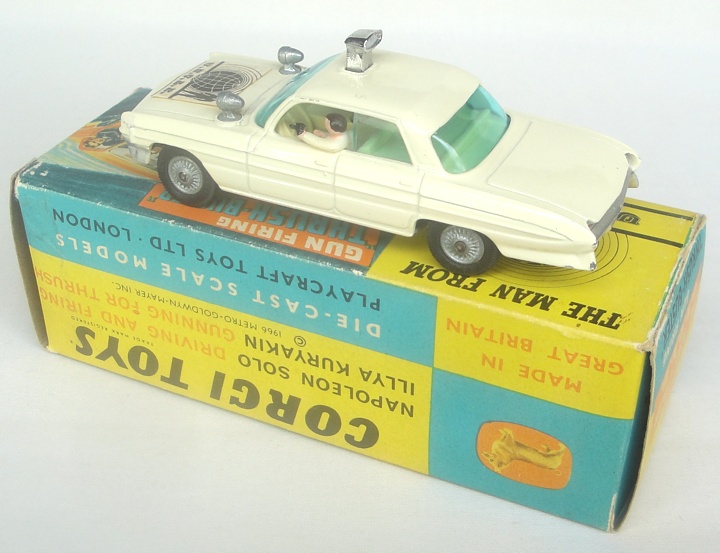 CORGI TOYS
NAPOLEON SOLO
ILLYA KURYAKIN
DRIVING AND FIRING
GUNNING FOR THRUSH
© 1966 METRO-GOLDWYN-MAYER INC.
DIE-CAST SCALE MODELS
PLAYCRAFT TOYS LTD · LONDON
MADE IN
GREAT BRITAIN
THE MAN FROM
GUN FIRING
"THRUSH-BU